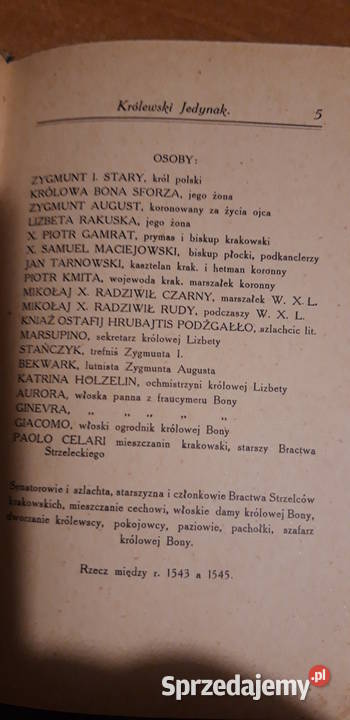 Królewski Jedynak. 5
OSOBY:
ZYGMUNT I. STARY, król polski
KRÓLOWA BONA SFORZA, jego żona
ZYGMUNT AUGUST, koronowany za życia ojca
LIZBETA RAKUSKA, jego żona
X. PIOTR GAMRAT, prymas i biskup krakowski
X. SAMUEL MACIEJOWSKI, biskup płocki, podkanclerzy
JAN TARNOWSKI, kasztelan krak. i hetman koronny
PIOTR KMITA, wojewoda krak. marszałek koronny
MIKOŁAJ X. RADZIWIŁ CZARNY, marszałek W. X. L.
MIKOŁAJ X. RADZIWIŁ RUDY, podczaszy W. X. L.
KNIAŹ OSTAFIJ HRUBAJTIS PODŹGAŁŁO, szlachcic lit.
MARSUPINO, sekretarz królowej Lizbety
STAŃCZYK, trefniś Zygmunta I.
BEKWARK, lutnista Zygmunta Augusta
KATRINA HOLZELIN, ochmistrzyni królowej Lizbety
AURORA, włoska panna z fraucymeru Bony
GINEVRA, „ „ „ „ „
GIACOMO, włoski ogrodnik królowej Bony
PAOLO CELARI mieszczanin krakowski, starszy Bractwa
Strzeleckiego
Senatorowie i szlachta, starszyzna i członkowie Bractwa Strzelców
krakowskich, mieszczanie cechowi, włoskie damy królowej Bony,
dworzanie królewscy, pokojowcy, paziowie, pachołki, szafarz
królowej Bony.
Rzecz między r. 1543 a 1545.
Sprzedajemy.pl